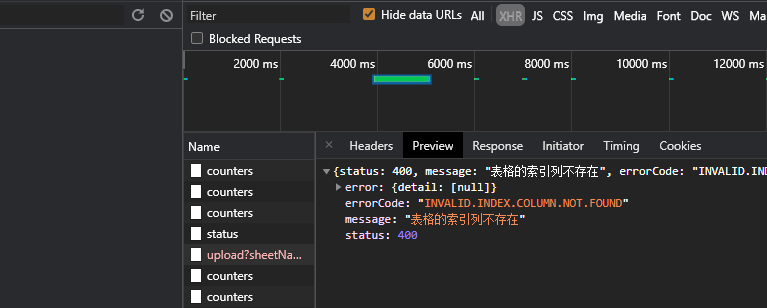 Filter
Hide data URLs
All
XHR
JS
CSS
Img
Media
Font
Doc
WS
Ma
Blocked Requests
2000 ms
4000 ms
6000 ms
8000 ms
10000 ms
12000 ms
Name
× Headers Preview Response Initiator Timing Cookies
counters
counters
counters
status
upload?sheetNa...
counters
counters
{status: 400, message: "表格的索引列不存在", errorCode: "INVALID.IND
error: {detail: [null]}
errorCode: "INVALID.INDEX.COLUMN.NOT.FOUND"
message: "表格的索引列不存在"
status: 400